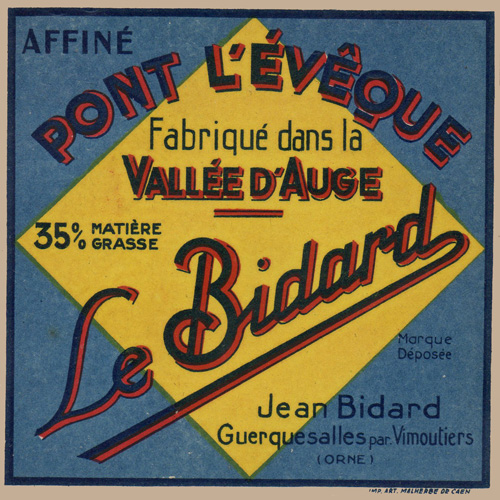 AFFINÉ
PONT L'ÉVÊQUE
Fabriqué dans la
VALLÉE D'AUGE
35% MATIÈRE GRASSE
Le Bidard
Marque
Déposée
Jean Bidard
Guerquesalles par Vimoutiers
(ORNE)
IMP. ART. MALHERBE DE CAEN